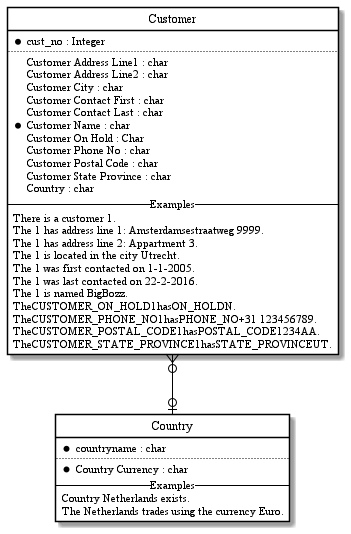 Customer
cust_no : Integer
Customer Address Line1 : char
Customer Address Line2 : char
Customer City : char
Customer Contact First : char
Customer Contact Last : char
Customer Name : char
Customer On Hold : Char
Customer Phone No : char
Customer Postal Code : char
Customer State Province : char
Country : char
Examples
There is a customer 1.
The 1 has address line 1: Amsterdamsestraatweg 9999.
The 1 has address line 2: Appartment 3.
The 1 is located in the city Utrecht.
The 1 was first contacted on 1-1-2005.
The 1 was last contacted on 22-2-2016.
The 1 is named BigBozz.
TheCUSTOMER_ON_HOLD1hasON_HOLDN.
TheCUSTOMER_PHONE_NO1hasPHONE_NO+31 123456789.
TheCUSTOMER_POSTAL_CODE1hasPOSTAL_CODE1234AA.
TheCUSTOMER_STATE_PROVINCE1hasSTATE_PROVINCEUT.
Country
countryname : char
Country Currency : char
Examples
Country Netherlands exists.
The Netherlands trades using the currency Euro.